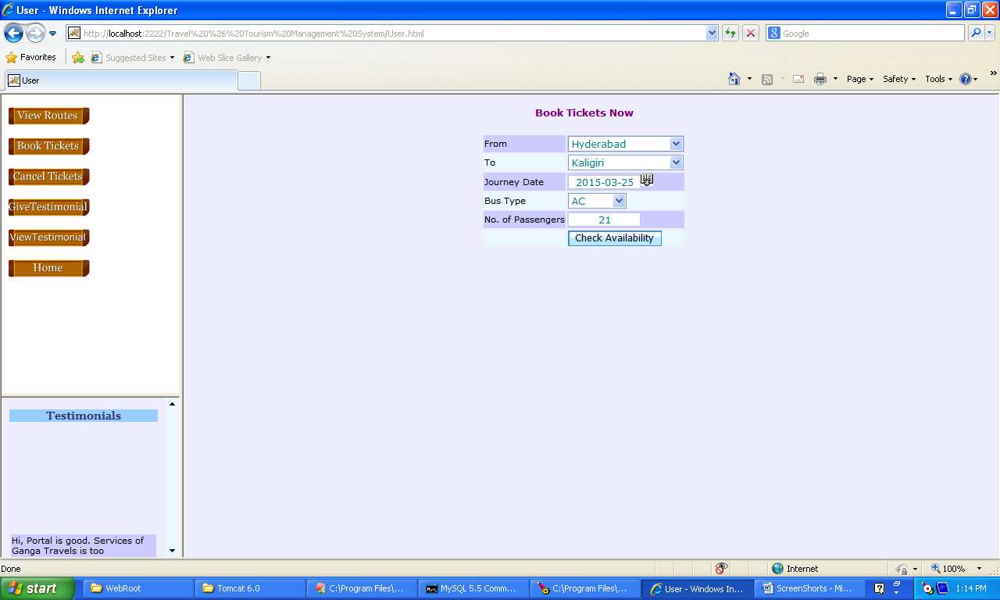 User - Windows Internet Explorer
http://localhost:2222/Travel%20%26%20Tourism%20Management%20System/User.html
Google
Favorites
Suggested Sites
Web Slice Gallery
User
Page
Safety
Tools
»
View Routes
Book Tickets
Cancel Tickets
GiveTestimonial
ViewTestimonial
Home
Testimonials
Hi, Portal is good. Services of
Ganga Travels is too
Book Tickets Now
From Hyderabad
To Kaligiri
Journey Date 2015-03-25
Bus Type AC
No. of Passengers 21
Check Availability
Done
Internet
100%
start
WebRoot
Tomcat 6.0
C:\Program Files\...
MySQL 5.5 Comm...
C:\Program Files\...
User - Windows In...
ScreenShorts - Mi...
1:14 PM